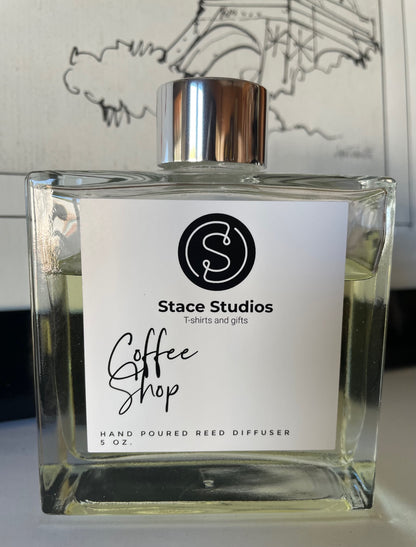 S
Stace Studios
T-shirts and gifts
Coffee
Shop
HAND POURED REED DIFFUSER
5 OZ.